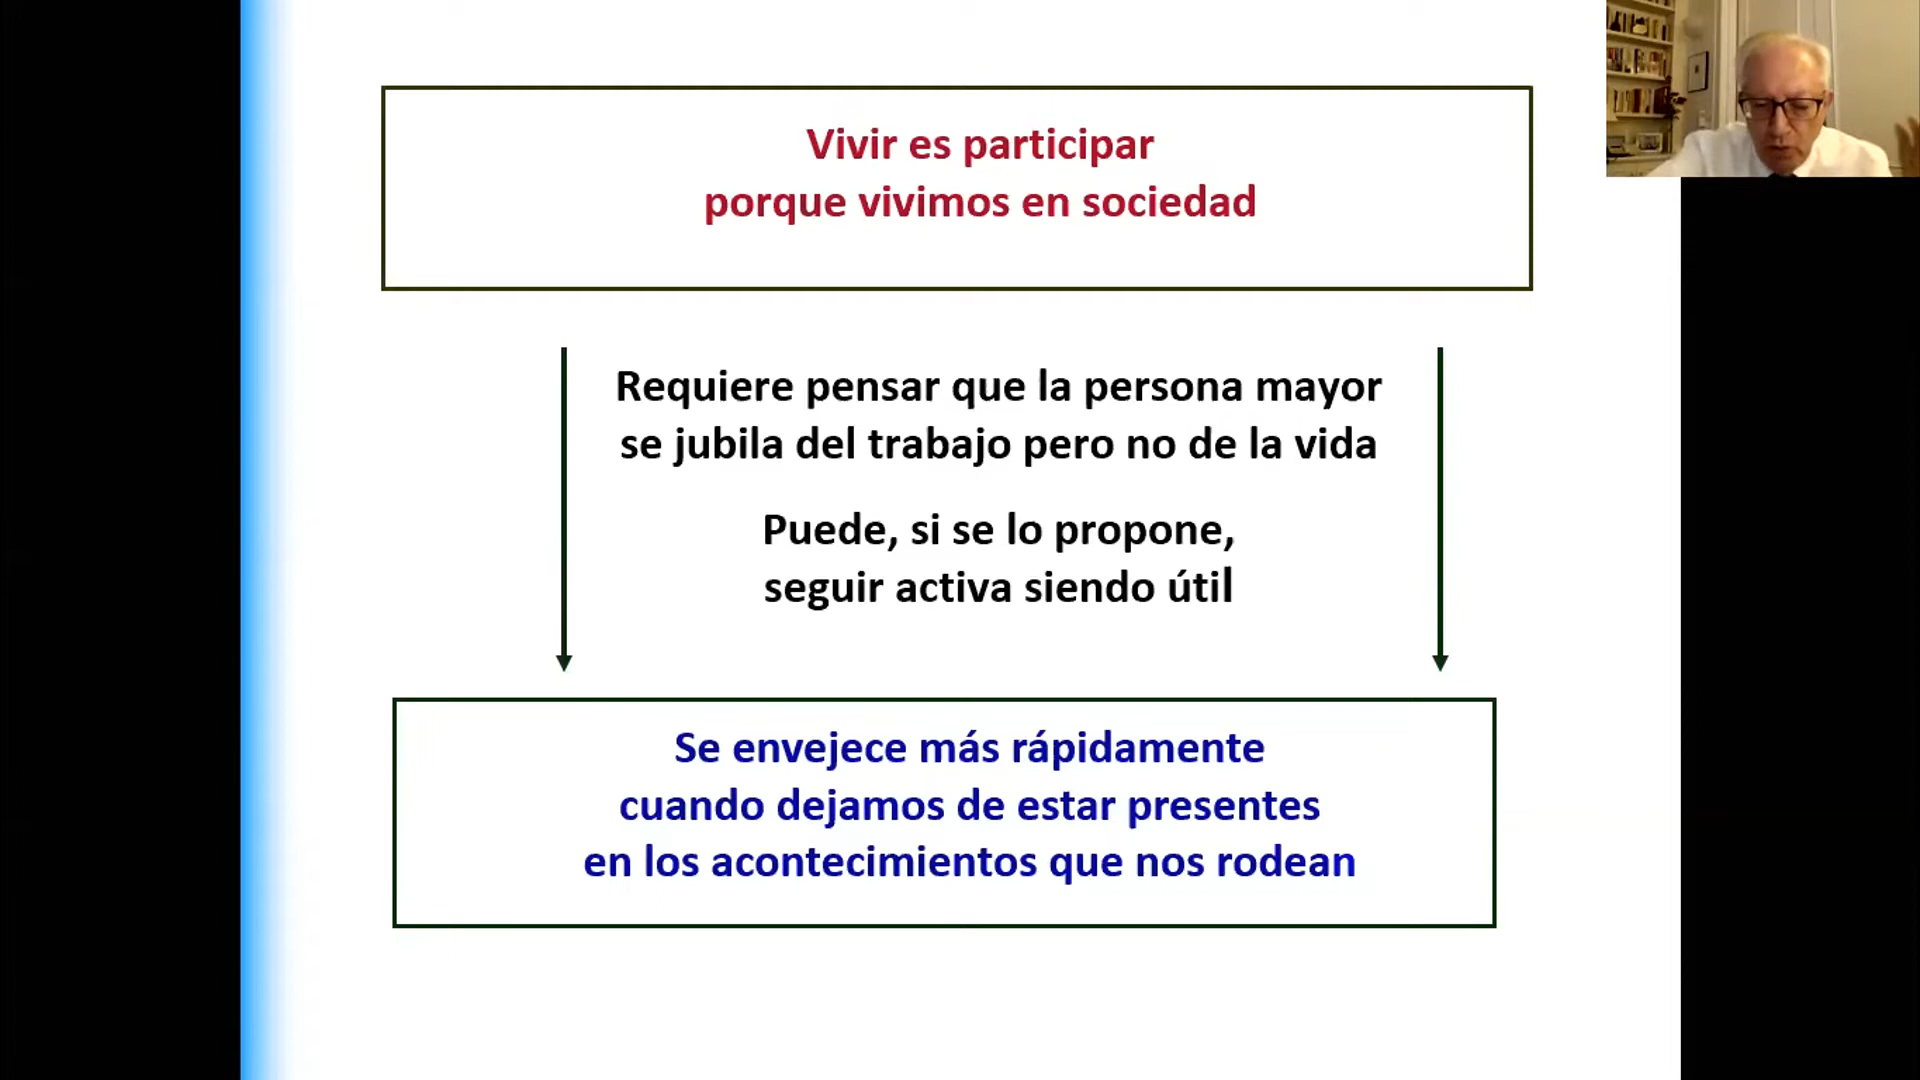 Vivir es participar
porque vivimos en sociedad
Requiere pensar que la persona mayor
se jubila del trabajo pero no de la vida
Puede, si se lo propone,
seguir activa siendo útil
Se envejece más rápidamente
cuando dejamos de estar presentes
en los acontecimientos que nos rodean